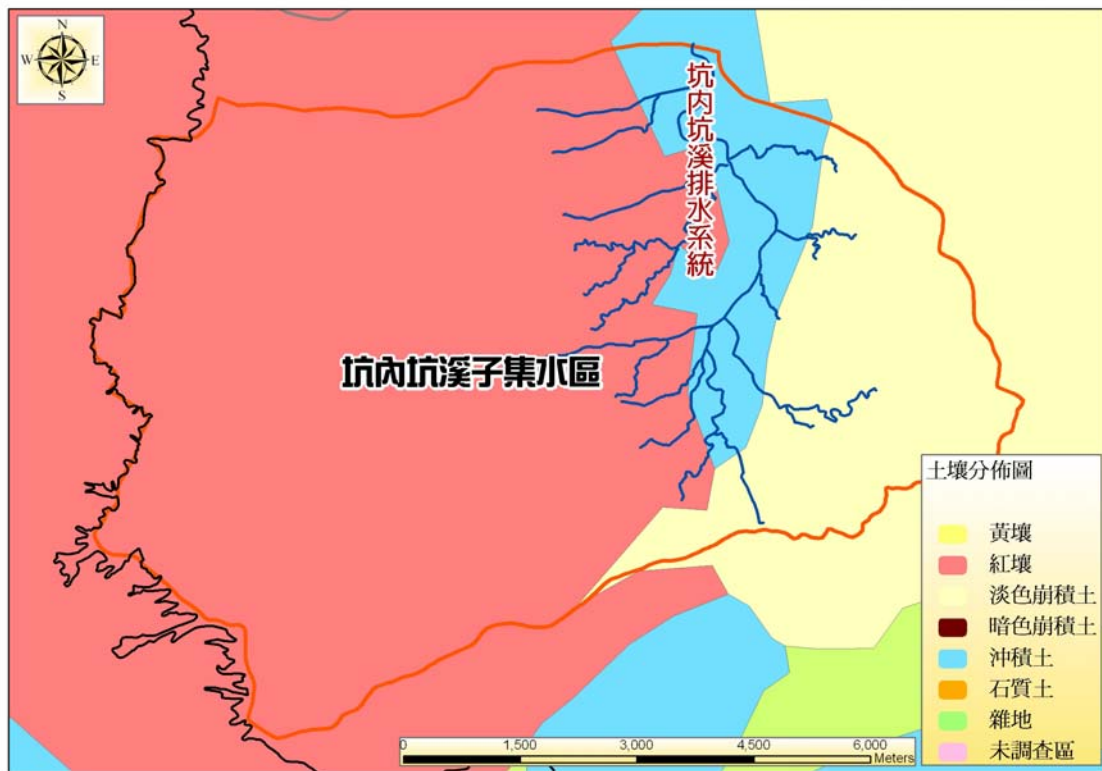 N
W E
S
坑内坑溪排水系統
坑內坑溪子集水區
土壤分佈圖
黃壤
紅壤
淡色崩積土
暗色崩積土
沖積土
石質土
雜地
未調查區
0 1,500 3,000 4,500 6,000
Meters